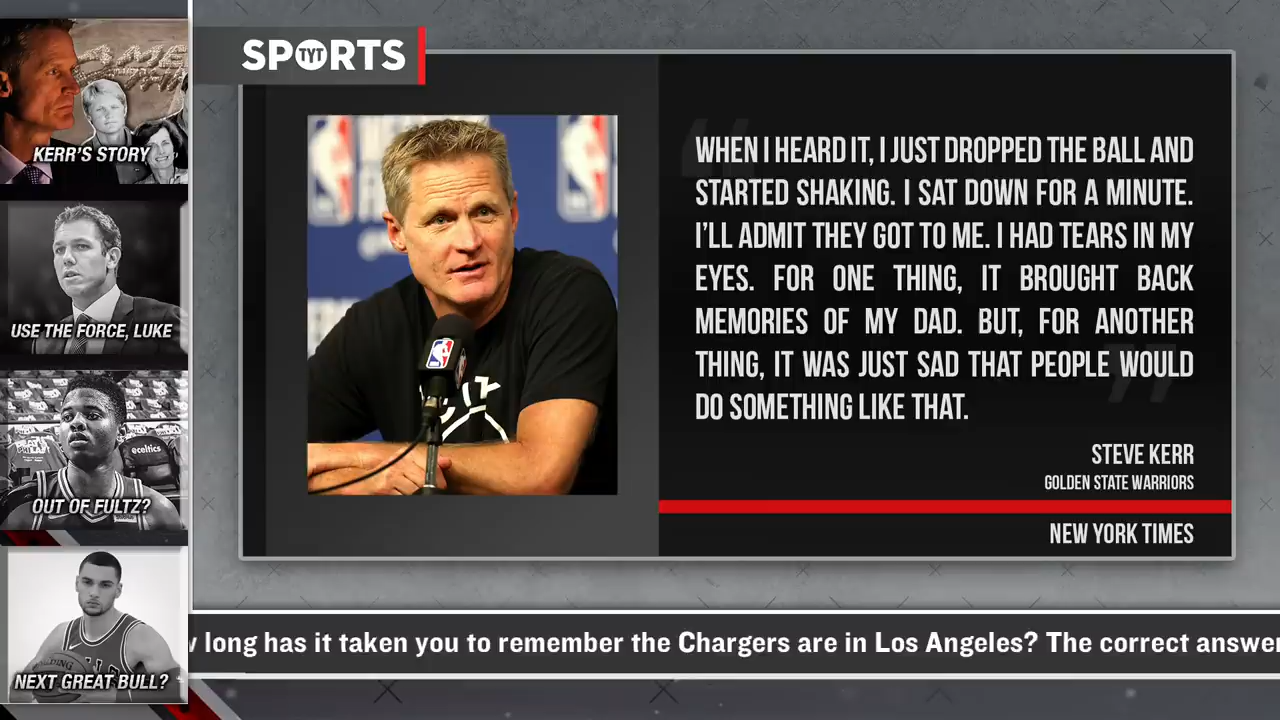 SPORTS
TYT
KERR'S STORY
USE THE FORCE, LUKE
eceltics
OUT OF FULTZ?
SPALDING
NEXT GREAT BULL?
WHEN I HEARD IT, I JUST DROPPED THE BALL AND
STARTED SHAKING. I SAT DOWN FOR A MINUTE.
I'LL ADMIT THEY GOT TO ME. I HAD TEARS IN MY
EYES. FOR ONE THING, IT BROUGHT BACK
MEMORIES OF MY DAD. BUT, FOR ANOTHER
THING, IT WAS JUST SAD THAT PEOPLE WOULD
DO SOMETHING LIKE THAT.
STEVE KERR
GOLDEN STATE WARRIORS
NEW YORK TIMES
long has it taken you to remember the Chargers are in Los Angeles? The correct answer